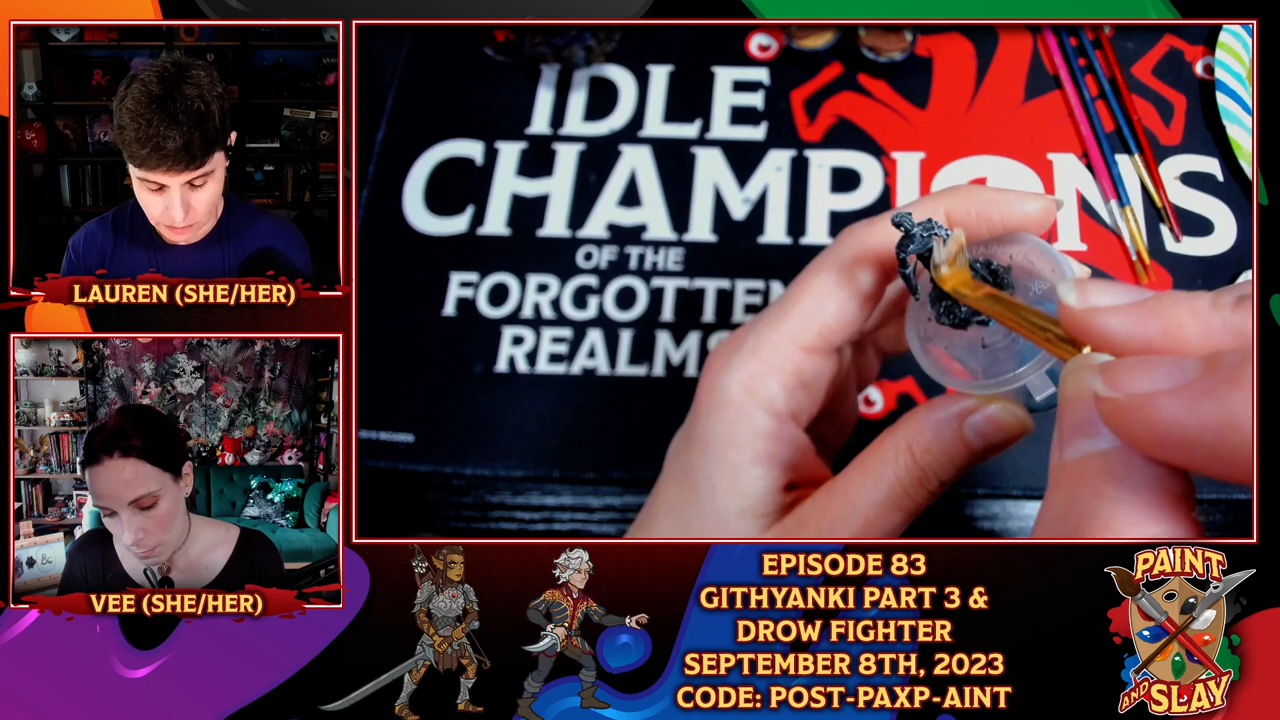 LAUREN (SHE/HER)
VEE (SHE/HER)
IDLE
CHAMPIONS
OF THE
FORGOTTEN
REALMS
EPISODE 83
GITHYANKI PART 3 &
DROW FIGHTER
SEPTEMBER 8TH, 2023
CODE: POST-PAXP-AINT
PAINT
AND SLAY